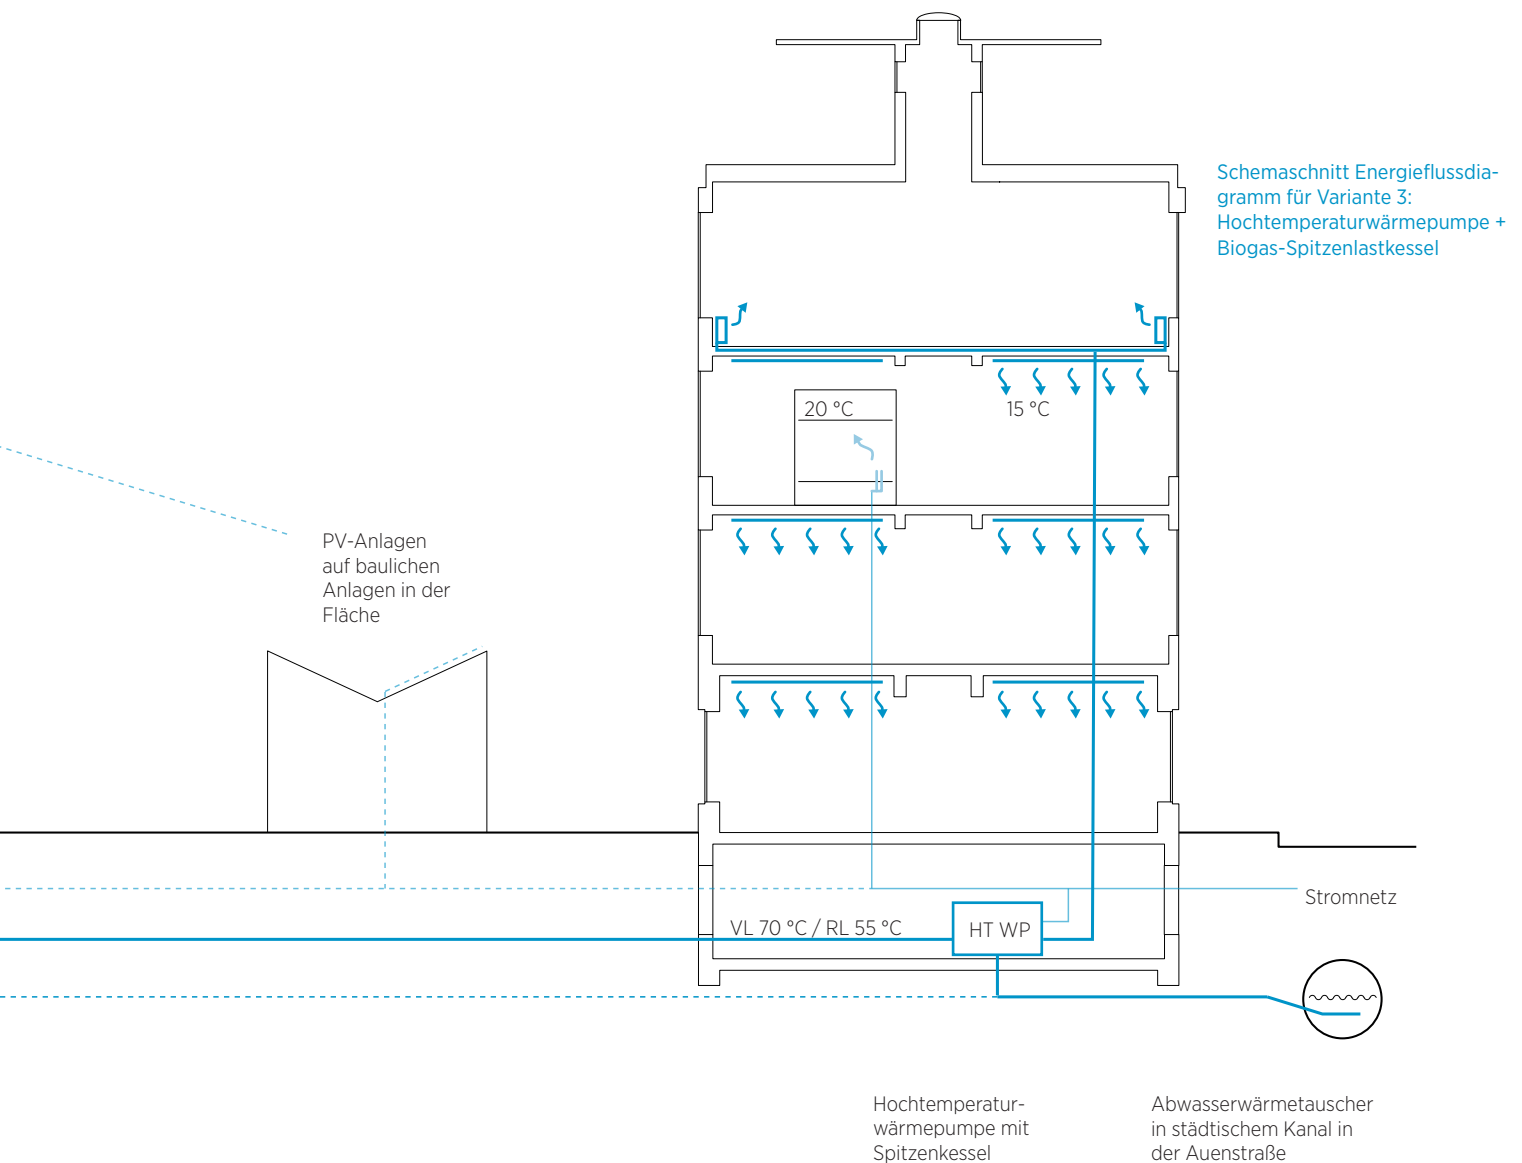 Schemaschnitt Energieflussdia-
gramm für Variante 3:
Hochtemperaturwärmepumpe +
Biogas-Spitzenlastkessel
20 °C
15 °C
PV-Anlagen
auf baulichen
Anlagen in der
Fläche
Stromnetz
VL 70 °C / RL 55 °C
HT WP
Hochtemperatur-
wärmepumpe mit
Spitzenkessel
Abwasserwärmetauscher
in städtischem Kanal in
der Auenstraße